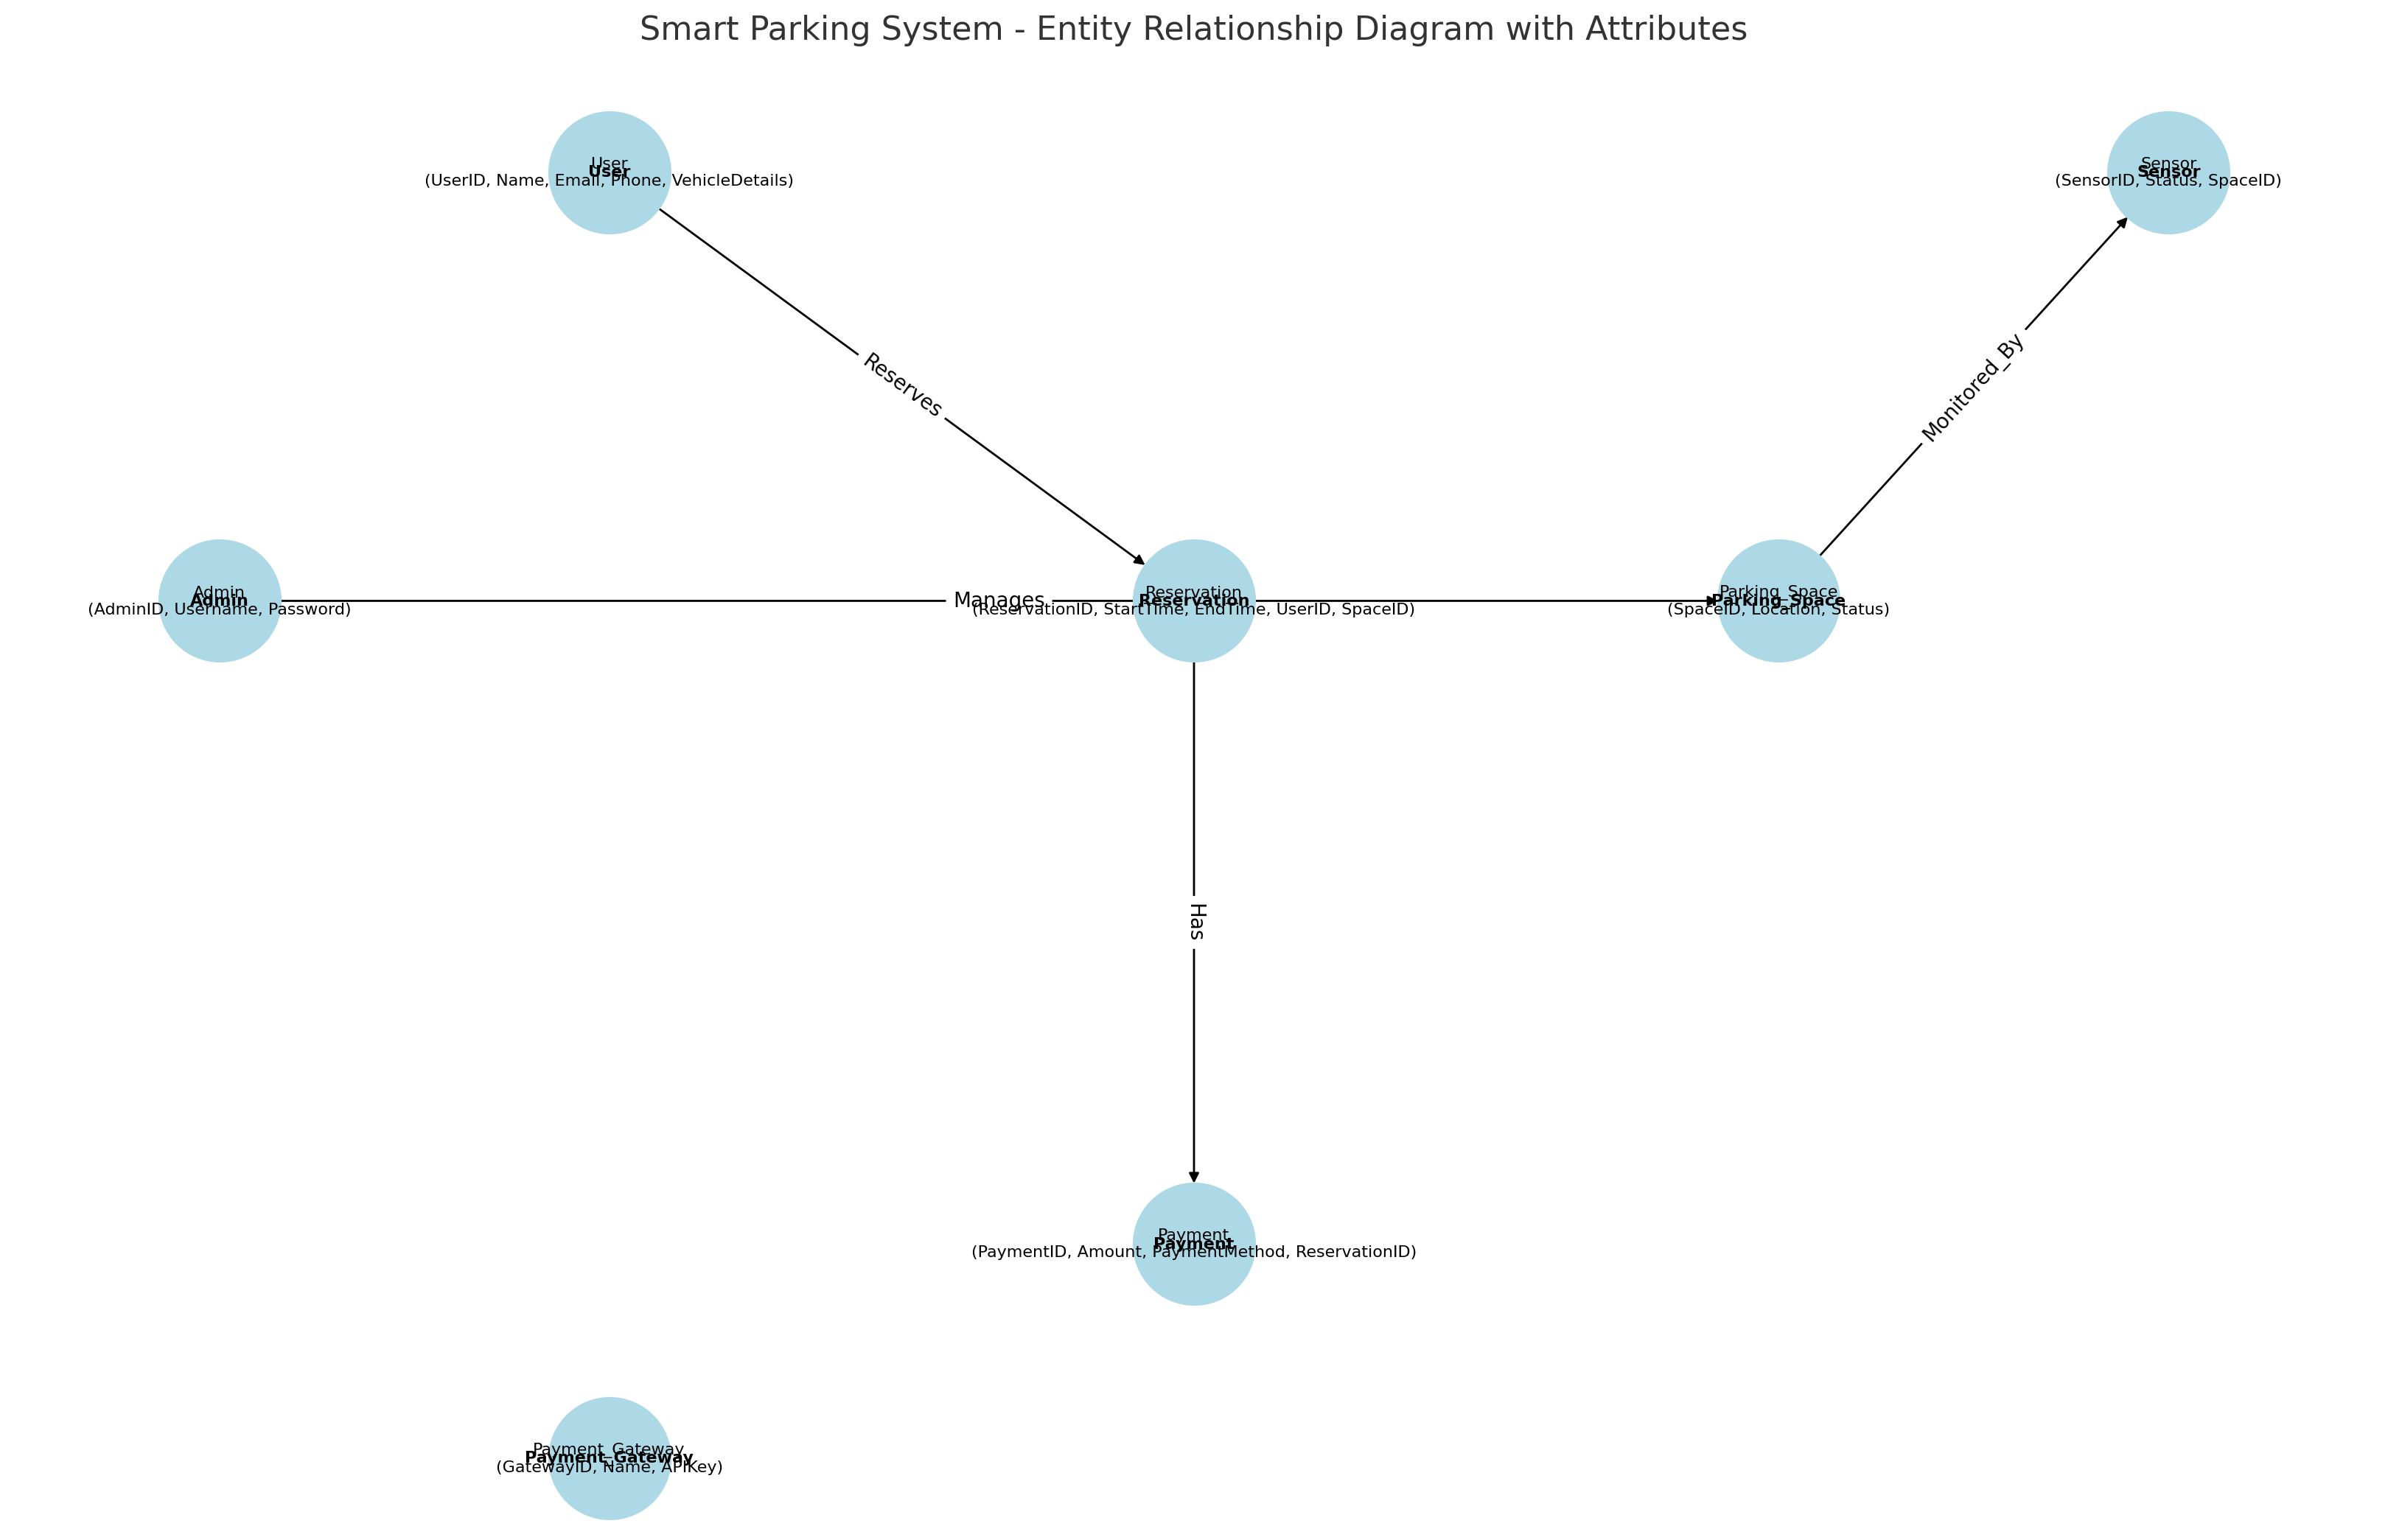 Smart Parking System - Entity Relationship Diagram with Attributes
User
User
(UserID, Name, Email, Phone, VehicleDetails)
Sensor
Sensor
(SensorID, Status, SpaceID)
Reserves
Monitored_By
Admin
Admin
(AdminID, Username, Password)
Manages
Reservation
Reservation
(ReservationID, StartTime, EndTime, UserID, SpaceID)
Parking_Space
Parking_Space
(SpaceID, Location, Status)
Has
Payment
Payment
(PaymentID, Amount, PaymentMethod, ReservationID)
Payment_Gateway
Payment_Gateway
(GatewayID, Name, APIKey)